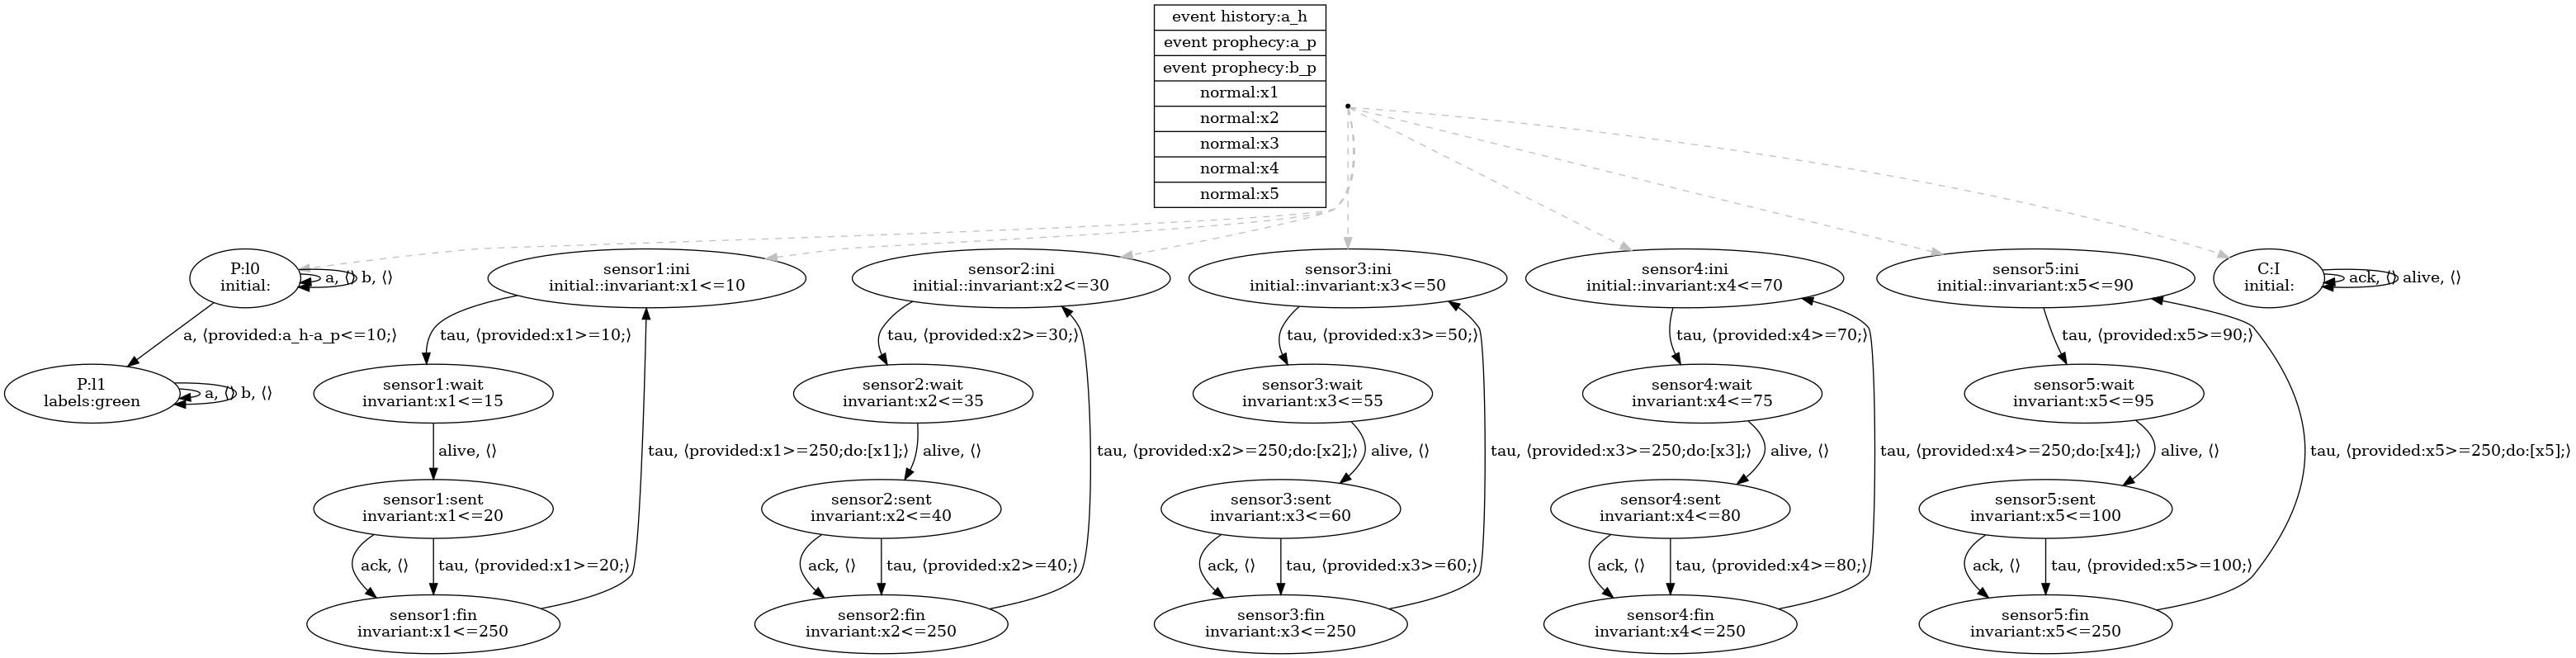 event history:a_h
event prophecy:a_p
event prophecy:b_p
normal:x1
normal:x2
normal:x3
normal:x4
normal:x5
P:l0
initial:
a, ⟨⟩
b, ⟨⟩
sensor1:ini
initial::invariant:x1<=10
sensor2:ini
initial::invariant:x2<=30
sensor3:ini
initial::invariant:x3<=50
sensor4:ini
initial::invariant:x4<=70
sensor5:ini
initial::invariant:x5<=90
C:I
initial:
ack, ⟨⟩
alive, ⟨⟩
a, ⟨provided:a_h-a_p<=10;⟩
tau, ⟨provided:x1>=10;⟩
tau, ⟨provided:x2>=30;⟩
tau, ⟨provided:x3>=50;⟩
tau, ⟨provided:x4>=70;⟩
tau, ⟨provided:x5>=90;⟩
P:l1
labels:green
a, ⟨⟩
b, ⟨⟩
sensor1:wait
invariant:x1<=15
sensor2:wait
invariant:x2<=35
sensor3:wait
invariant:x3<=55
sensor4:wait
invariant:x4<=75
sensor5:wait
invariant:x5<=95
alive, ⟨⟩
tau, ⟨provided:x1>=250;do:[x1];⟩
alive, ⟨⟩
tau, ⟨provided:x2>=250;do:[x2];⟩
alive, ⟨⟩
tau, ⟨provided:x3>=250;do:[x3];⟩
alive, ⟨⟩
tau, ⟨provided:x4>=250;do:[x4];⟩
alive, ⟨⟩
tau, ⟨provided:x5>=250;do:[x5];⟩
sensor1:sent
invariant:x1<=20
sensor2:sent
invariant:x2<=40
sensor3:sent
invariant:x3<=60
sensor4:sent
invariant:x4<=80
sensor5:sent
invariant:x5<=100
ack, ⟨⟩
tau, ⟨provided:x1>=20;⟩
ack, ⟨⟩
tau, ⟨provided:x2>=40;⟩
ack, ⟨⟩
tau, ⟨provided:x3>=60;⟩
ack, ⟨⟩
tau, ⟨provided:x4>=80;⟩
ack, ⟨⟩
tau, ⟨provided:x5>=100;⟩
sensor1:fin
invariant:x1<=250
sensor2:fin
invariant:x2<=250
sensor3:fin
invariant:x3<=250
sensor4:fin
invariant:x4<=250
sensor5:fin
invariant:x5<=250